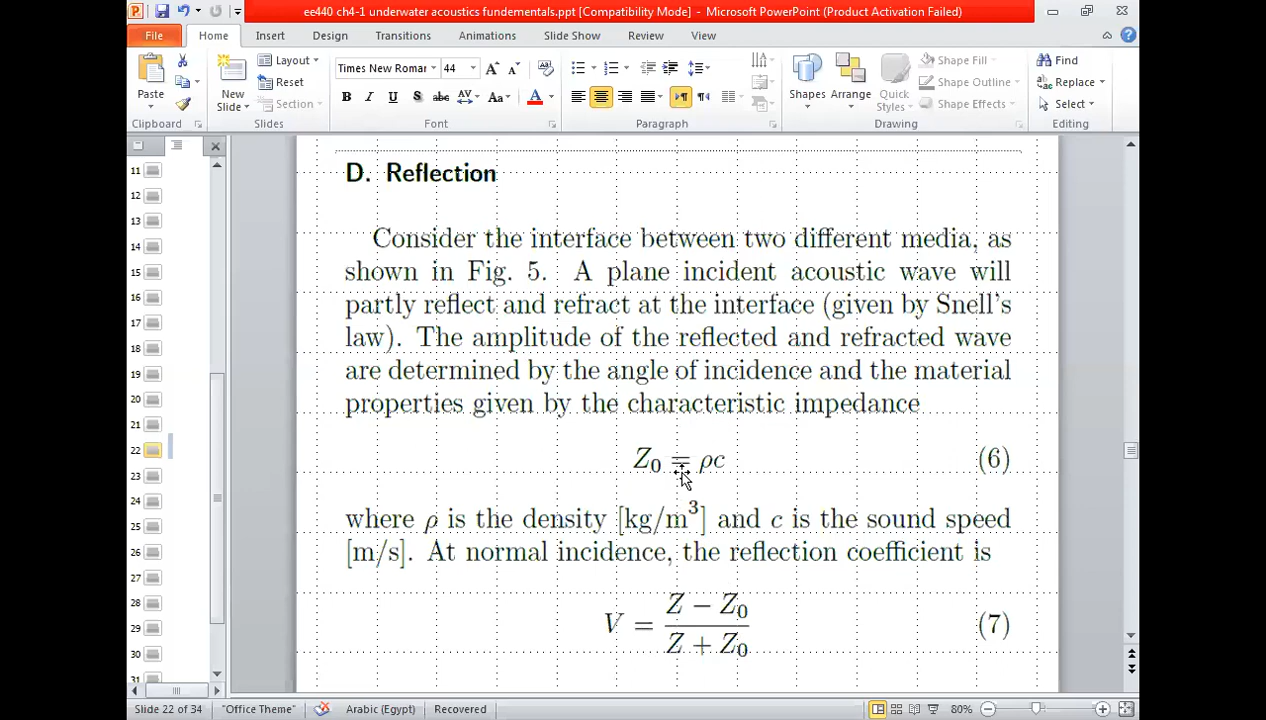 ee440 ch4-1 underwater acoustics fundementals.ppt [Compatibility Mode] - Microsoft PowerPoint (Product Activation Failed)
File Home Insert Design Transitions Animations Slide Show Review View
Paste
Clipboard
New Slide
Layout
Reset
Section
Slides
Times New Romar 44
B I U S abc AV Aa A
Font
Paragraph
Shapes
Arrange
Quick Styles
Shape Fill
Shape Outline
Shape Effects
Drawing
Find
Replace
Select
Editing
11
12
13
14
15
16
17
18
19
20
21
22
23
24
25
26
27
28
29
30
31
D. Reflection
Consider the interface between two different media, as
shown in Fig. 5. A plane incident acoustic wave will
partly reflect and refract at the interface (given by Snell's
law). The amplitude of the reflected and refracted wave
are determined by the angle of incidence and the material
properties given by the characteristic impedance
Z₀ = ρc (6)
where ρ is the density [kg/m³] and c is the sound speed
[m/s]. At normal incidence, the reflection coefficient is
V = (Z − Z₀)/(Z + Z₀) (7)
Slide 22 of 34 "Office Theme" Arabic (Egypt) Recovered 80%